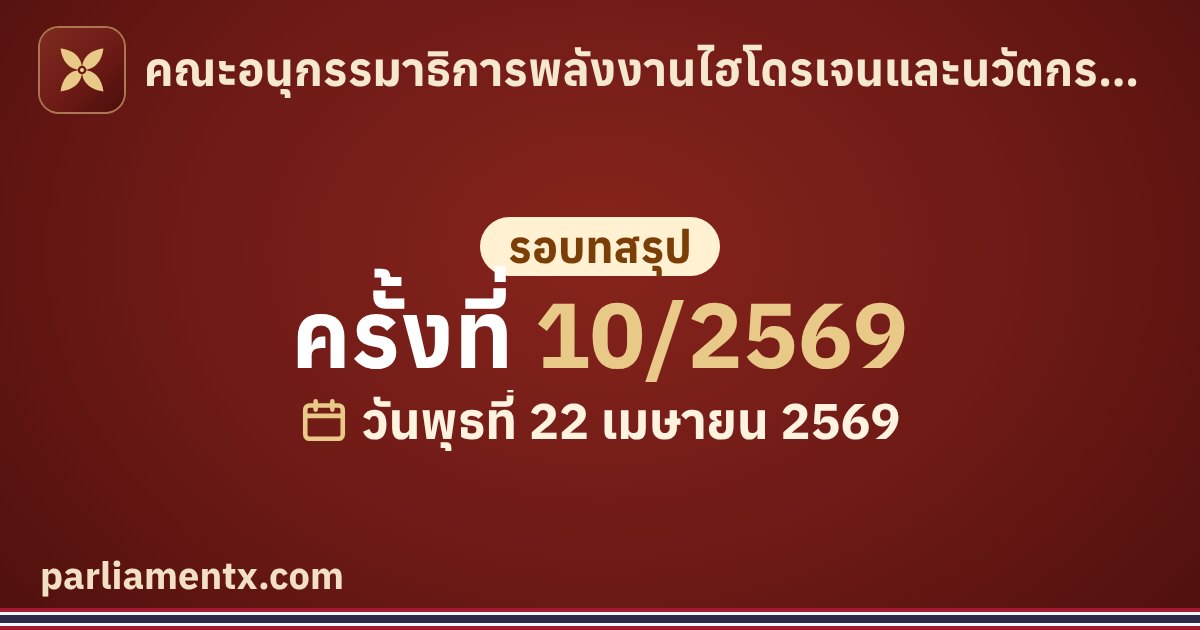 คณะอนุกรรมาธิการพลังงานไฮโดรเจนและนวัตกร...
รอบทสรุป
ครั้งที่ 10/2569
วันพุธที่ 22 เมษายน 2569
parliamentx.com